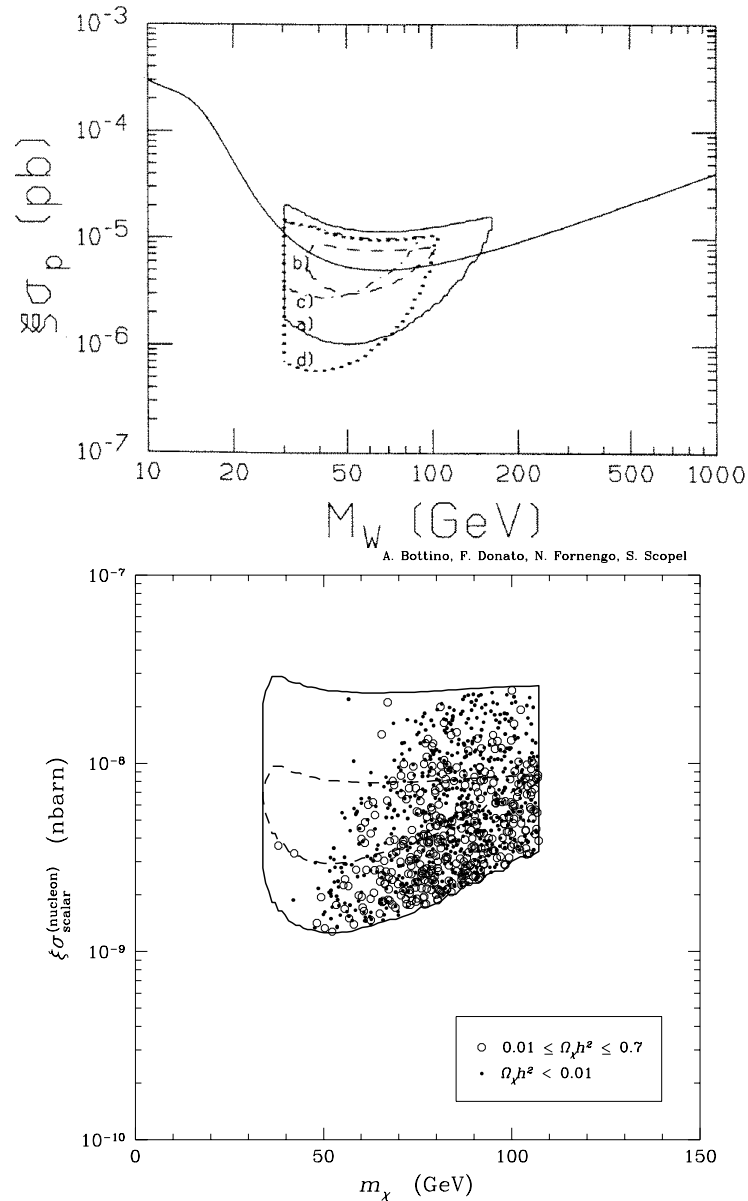 10⁻³
10⁻⁴
10⁻⁵
10⁻⁶
10⁻⁷
ξσ_p (pb)
b)
c)
a)
d)
10 20 50 100 200 500 1000
M_W (GeV)
A. Bottino, F. Donato, N. Fornengo, S. Scopel
10⁻⁷
10⁻⁸
10⁻⁹
10⁻¹⁰
ξσ_scalar^(nucleon) (nbarn)
0.01 ≤ Ω_χh² ≤ 0.7
Ω_χh² < 0.01
0 50 100 150
m_χ (GeV)